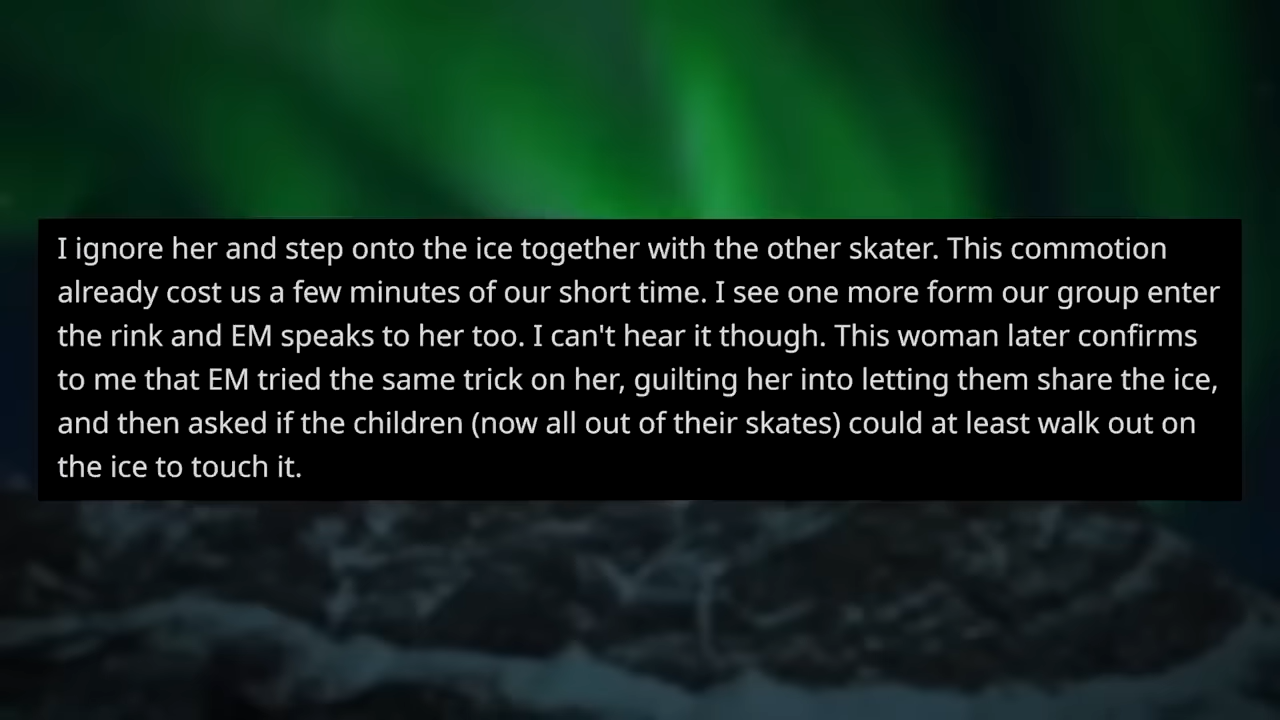 I ignore her and step onto the ice together with the other skater. This commotion
already cost us a few minutes of our short time. I see one more form our group enter
the rink and EM speaks to her too. I can't hear it though. This woman later confirms
to me that EM tried the same trick on her, guilting her into letting them share the ice,
and then asked if the children (now all out of their skates) could at least walk out on
the ice to touch it.